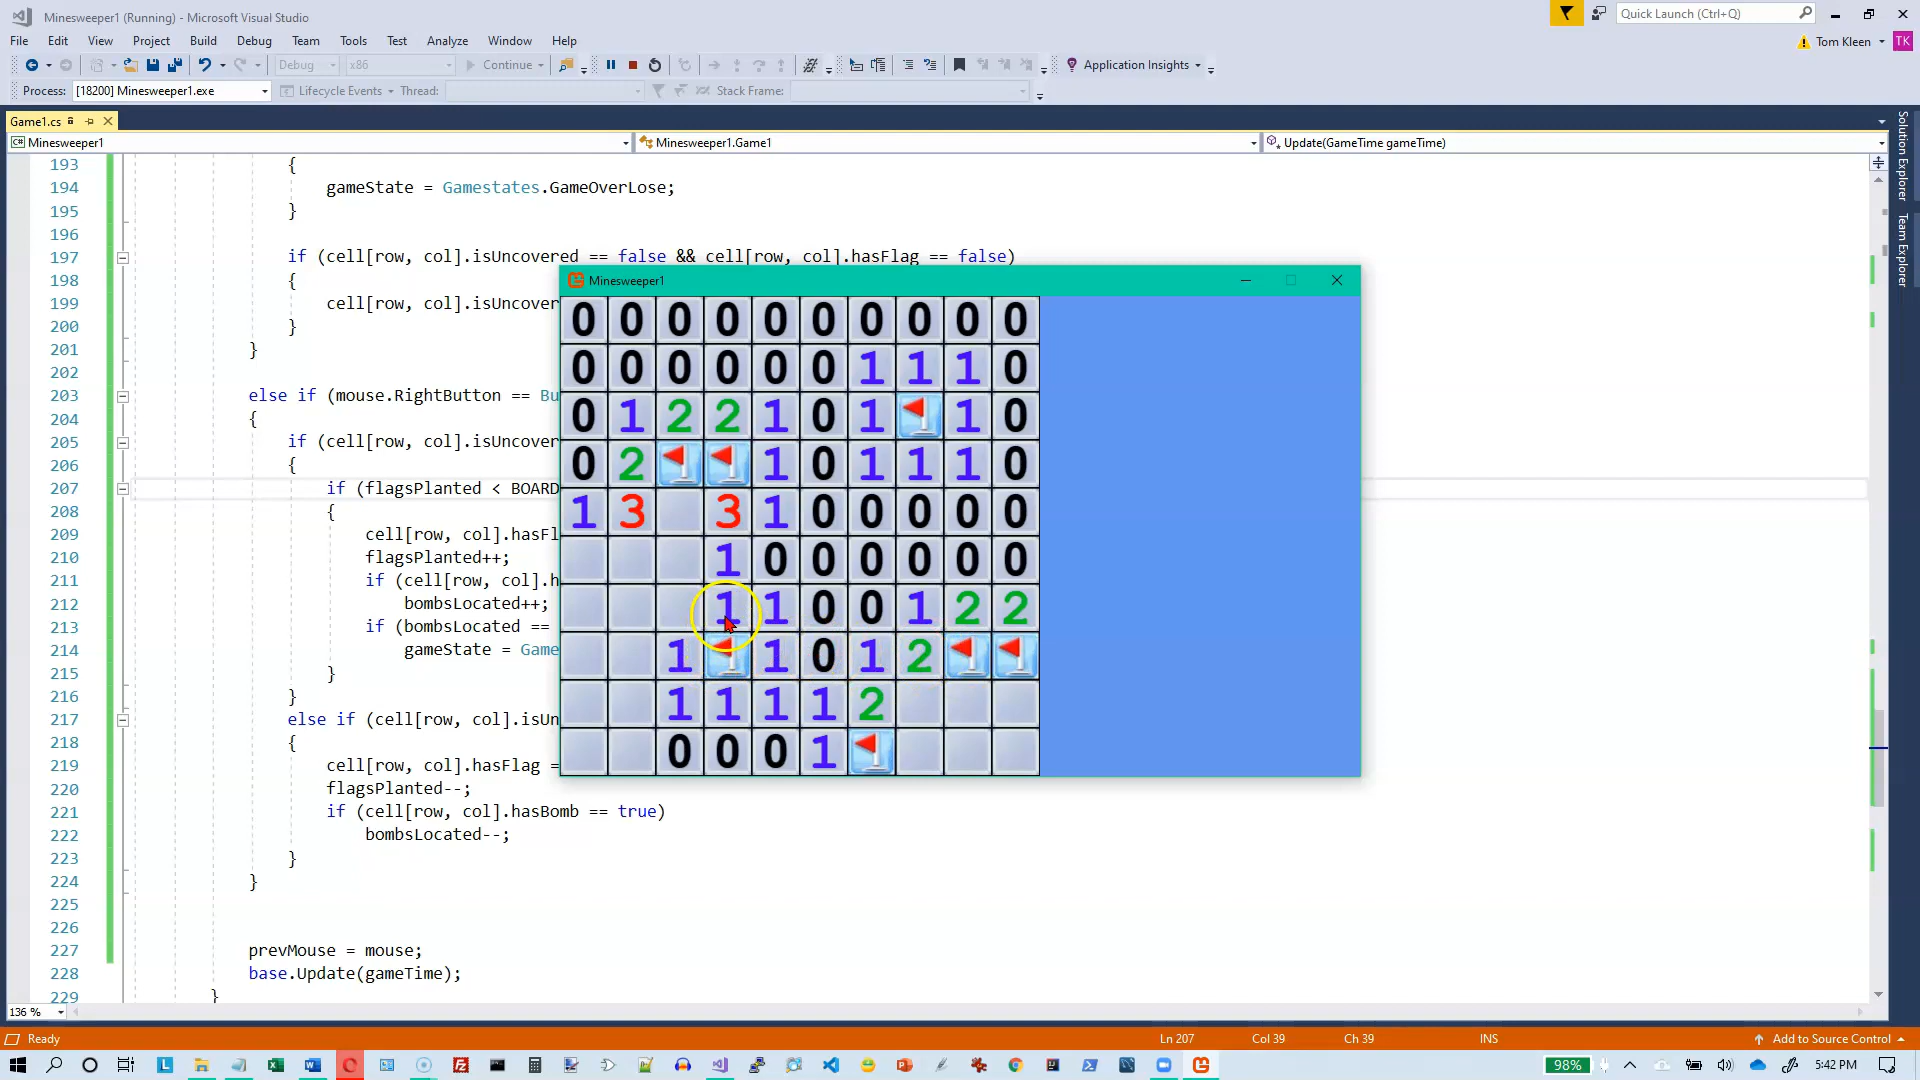 Minesweeper1 (Running) - Microsoft Visual Studio
Quick Launch (Ctrl+Q)
File Edit View Project Build Debug Team Tools Test Analyze Window Help
Tom Kleen TK
Debug x86 Continue Application Insights
Process: [18200] Minesweeper1.exe Lifecycle Events Thread: Stack Frame:
Game1.cs
Minesweeper1 Minesweeper1.Game1 Update(GameTime gameTime)
Solution Explorer
Team Explorer
193 {
194 gameState = Gamestates.GameOverLose;
195 }
196
197 if (cell[row, col].isUncovered == false && cell[row, col].hasFlag == false)
198 {
199 cell[row, col].isUncover
200 }
201 }
202
203 else if (mouse.RightButton == Bu
204 {
205 if (cell[row, col].isUncover
206 {
207 if (flagsPlanted < BOARD
208 {
209 cell[row, col].hasFl
210 flagsPlanted++;
211 if (cell[row, col].h
212 bombsLocated++;
213 if (bombsLocated ==
214 gameState = Game
215 }
216 }
217 else if (cell[row, col].isUn
218 {
219 cell[row, col].hasFlag =
220 flagsPlanted--;
221 if (cell[row, col].hasBomb == true)
222 bombsLocated--;
223 }
224 }
225
226
227 prevMouse = mouse;
228 base.Update(gameTime);
229 }
Minesweeper1
0 0 0 0 0 0 0 0 0 0
0 0 0 0 0 0 1 1 1 0
0 1 2 2 1 0 1 1 0
0 2 1 0 1 1 1 0
1 3 3 1 0 0 0 0 0
1 0 0 0 0 0 0
1 1 0 0 1 2 2
1 1 0 1 2
1 1 1 1 2
0 0 0 1
136 %
Ready Ln 207 Col 39 Ch 39 INS Add to Source Control
98% 5:42 PM